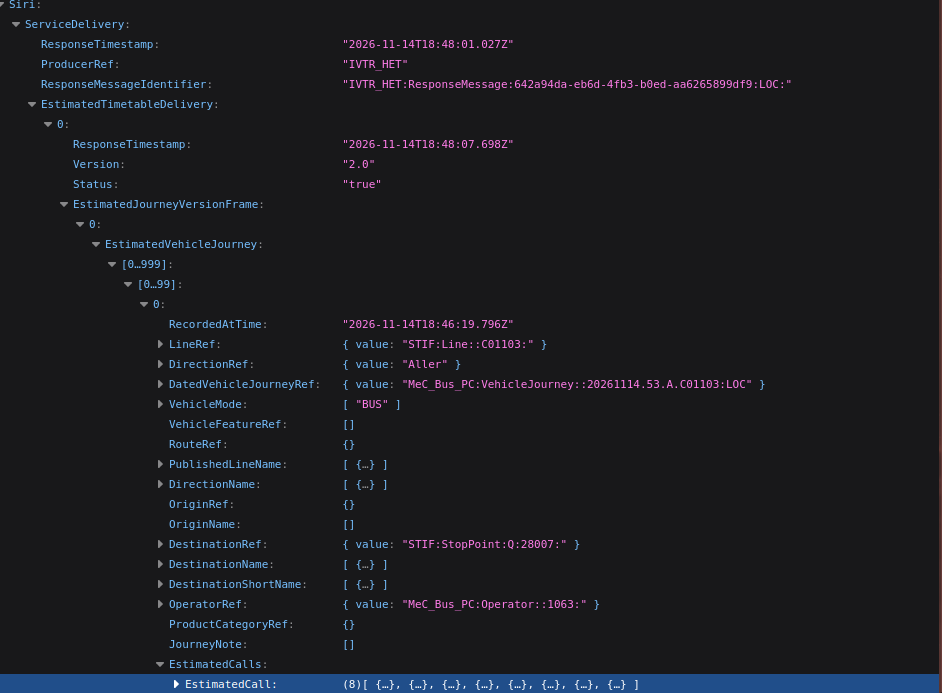 Siri:
ServiceDelivery:
ResponseTimestamp: "2026-11-14T18:48:01.027Z"
ProducerRef: "IVTR_HET"
ResponseMessageIdentifier: "IVTR_HET:ResponseMessage:642a94da-eb6d-4fb3-b0ed-aa6265899df9:LOC:"
EstimatedTimetableDelivery:
0:
ResponseTimestamp: "2026-11-14T18:48:07.698Z"
Version: "2.0"
Status: "true"
EstimatedJourneyVersionFrame:
0:
EstimatedVehicleJourney:
[0…999]:
[0…99]:
0:
RecordedAtTime: "2026-11-14T18:46:19.796Z"
LineRef: { value: "STIF:Line::C01103:" }
DirectionRef: { value: "Aller" }
DatedVehicleJourneyRef: { value: "MeC_Bus_PC:VehicleJourney::20261114.53.A.C01103:LOC" }
VehicleMode: [ "BUS" ]
VehicleFeatureRef: []
RouteRef: {}
PublishedLineName: [ {…} ]
DirectionName: [ {…} ]
OriginRef: {}
OriginName: []
DestinationRef: { value: "STIF:StopPoint:Q:28007:" }
DestinationName: [ {…} ]
DestinationShortName: [ {…} ]
OperatorRef: { value: "MeC_Bus_PC:Operator::1063:" }
ProductCategoryRef: {}
JourneyNote: []
EstimatedCalls:
EstimatedCall: (8)[ {…}, {…}, {…}, {…}, {…}, {…}, {…}, {…} ]